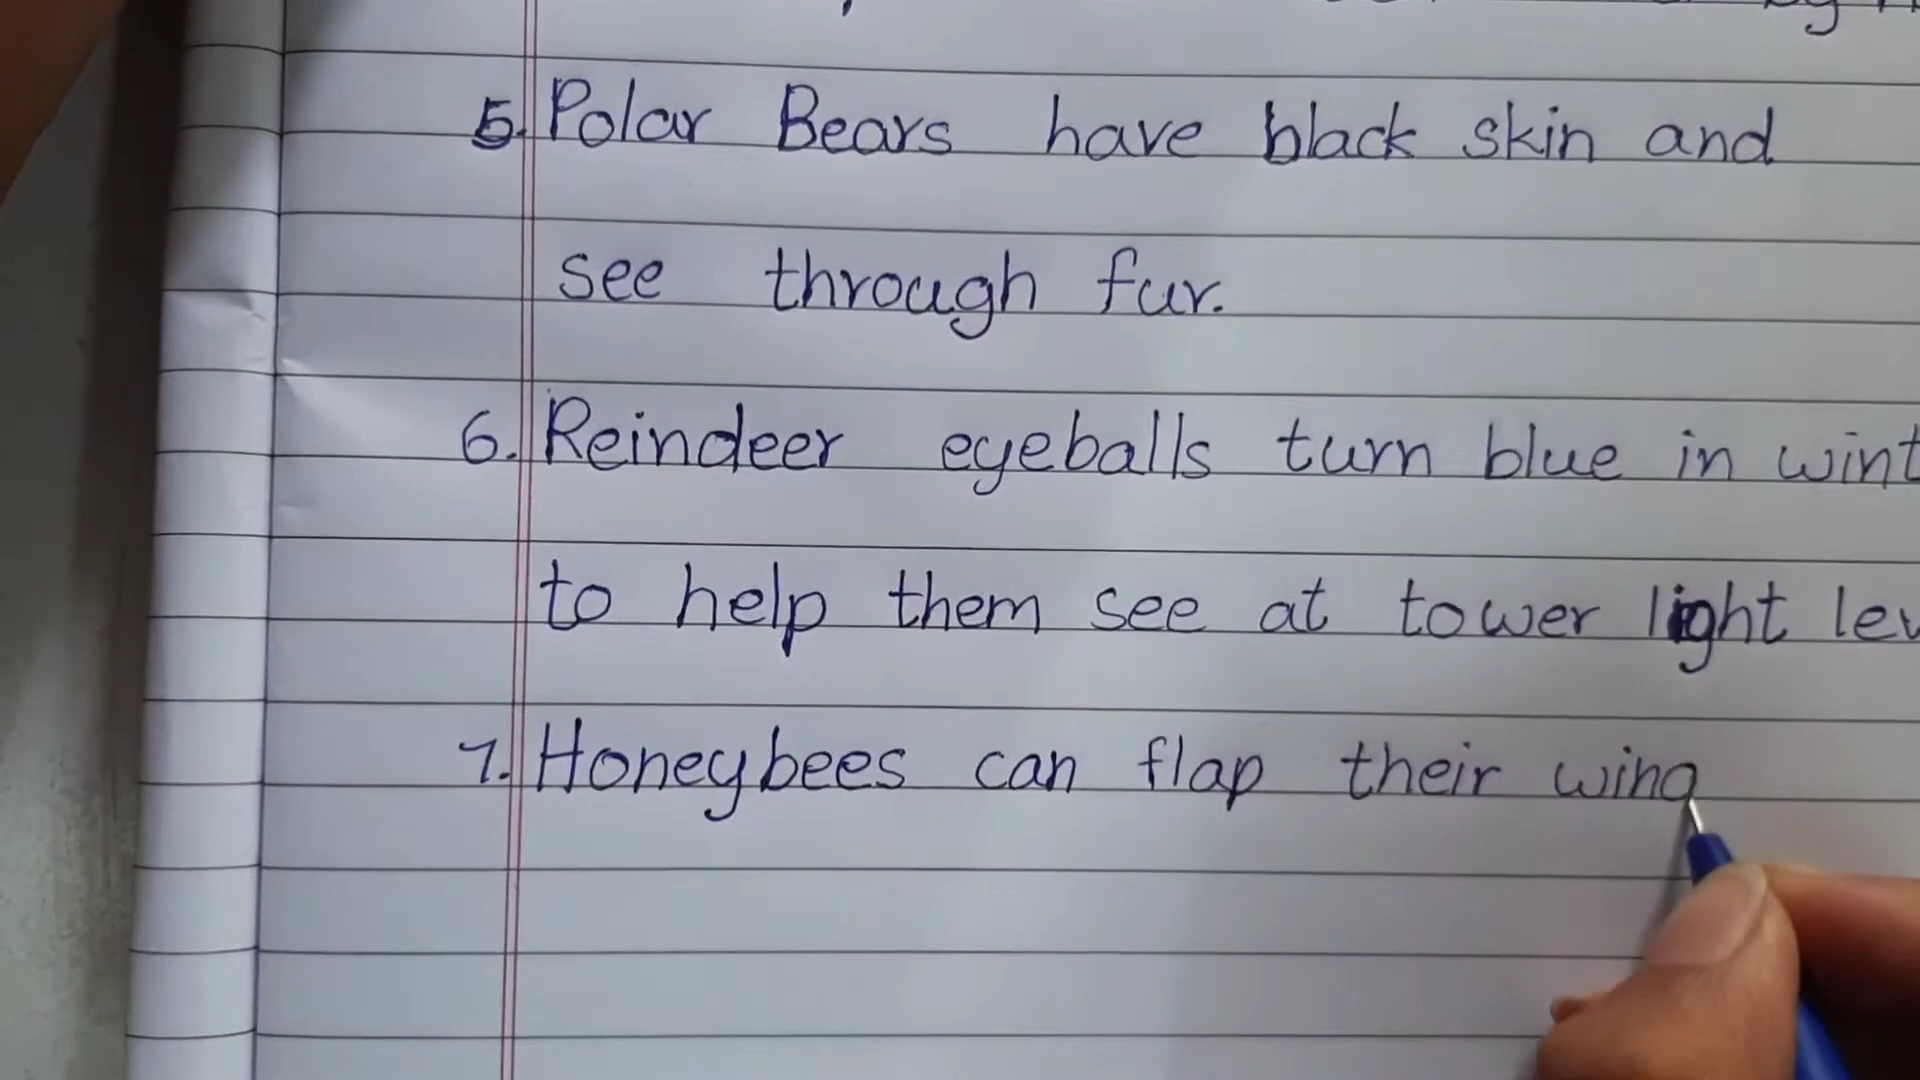 by
5. Polar Bears have black skin and
see through fur.
6. Reindeer eyeballs turn blue in wint
to help them see at tower light lev
7. Honeybees can flap their wing